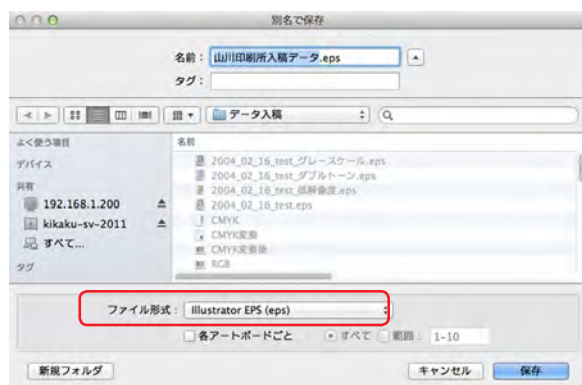 別名で保存
名前： 山川印刷所入稿データ.eps
タグ：
データ入稿
よく使う項目
デバイス
共有
192.168.1.200
kikaku-sv-2011
すべて...
タグ
名前
2004_02_16_test_グレースケール.eps
2004_02_16_test_ダブルトーン.eps
2004_02_16_test_低解像度.eps
2004_02_16_test.eps
CMYK
CMYK変換
CMYK変換後
RGB
ファイル形式： Illustrator EPS (eps)
各アートボードごと すべて 範囲： 1-10
新規フォルダ キャンセル 保存